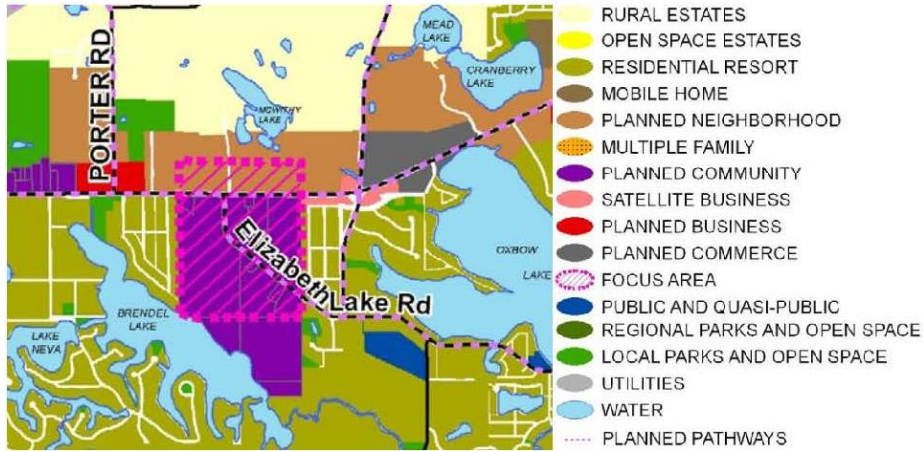 MEAD
LAKE
CRANBERRY
LAKE
MCWITHY
LAKE
PORTER RD
Elizabeth Lake Rd
OXBOW
LAKE
BRENDEL
LAKE
LAKE
NEVA
RURAL ESTATES
OPEN SPACE ESTATES
RESIDENTIAL RESORT
MOBILE HOME
PLANNED NEIGHBORHOOD
MULTIPLE FAMILY
PLANNED COMMUNITY
SATELLITE BUSINESS
PLANNED BUSINESS
PLANNED COMMERCE
FOCUS AREA
PUBLIC AND QUASI-PUBLIC
REGIONAL PARKS AND OPEN SPACE
LOCAL PARKS AND OPEN SPACE
UTILITIES
WATER
PLANNED PATHWAYS